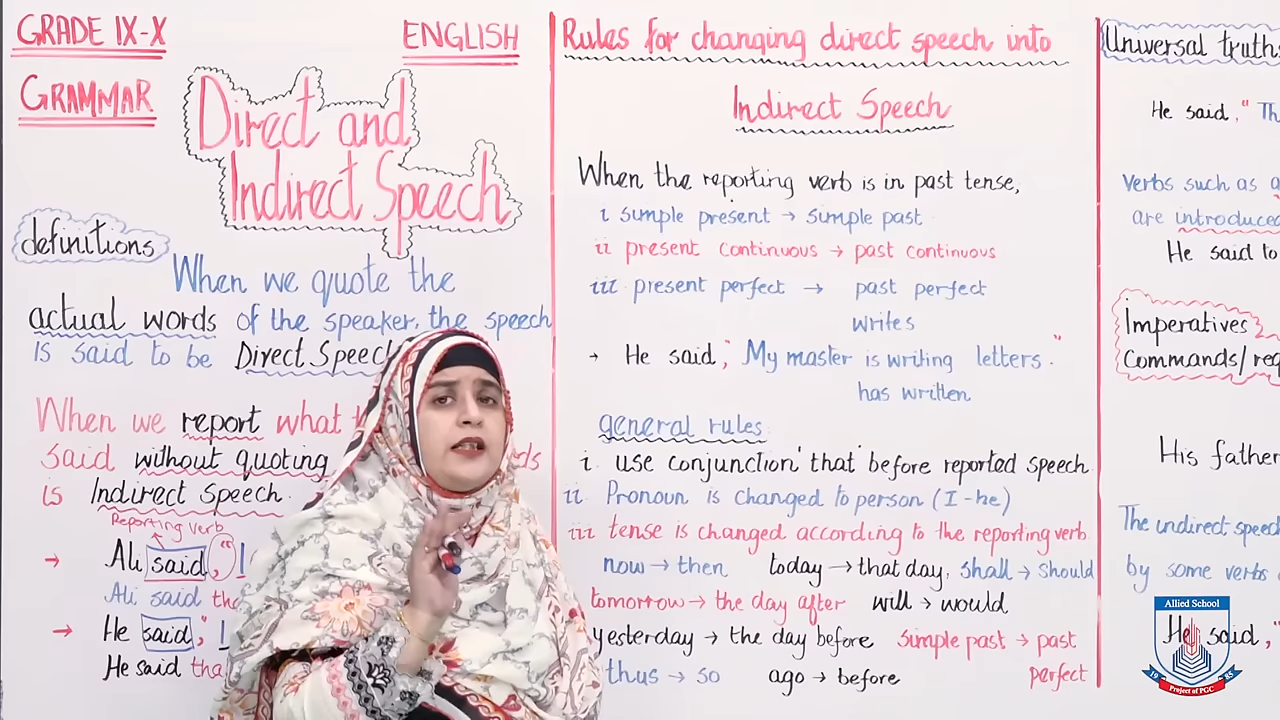 GRADE IX-X
ENGLISH
GRAMMAR
Direct and
Indirect Speech
definitions
When we quote the
actual words of the speaker, the speech
is said to be Direct Speech
When we report what
said without quoting
is Indirect Speech.
Reporting verb
→ Ali said, "I
Ali said tha
→ He said, "I
He said tha
Rules for changing direct speech into
Indirect Speech
When the reporting verb is in past tense,
i simple present → simple past
ii present continuous → past continuous
iii present perfect → past perfect
writes
→ He said, "My master is writing letters."
has written
general rules
i. use conjunction 'that' before reported speech
ii Pronoun is changed to person (I-he)
iii tense is changed according to the reporting verb
now → then today → that day, shall → should
tomorrow → the day after will → would
yesterday → the day before simple past → past
perfect
thus → so ago → before
Universal truth
He said, "Th
verbs such as a
are introduced
He said to
Imperatives
Commands/req
His father
The indirect speech
by some verbs
He said, "
Allied School
1985
Project of PGC